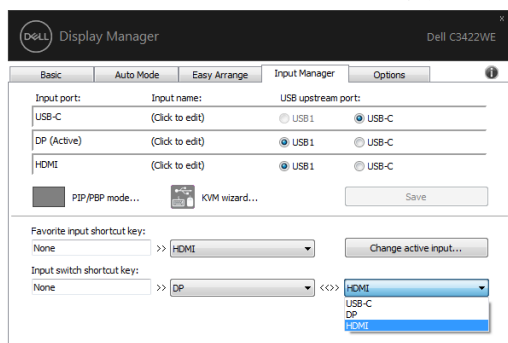 x
DELL Display Manager Dell C3422WE
Basic Auto Mode Easy Arrange Input Manager Options i
Input port: Input name: USB upstream port:
USB-C (Click to edit) USB1 USB-C
DP (Active) (Click to edit) USB1 USB-C
HDMI (Click to edit) USB1 USB-C
PIP/PBP mode... KVM wizard... Save
Favorite input shortcut key:
None >> HDMI Change active input...
Input switch shortcut key:
None >> DP <<>> HDMI
USB-C
DP
HDMI